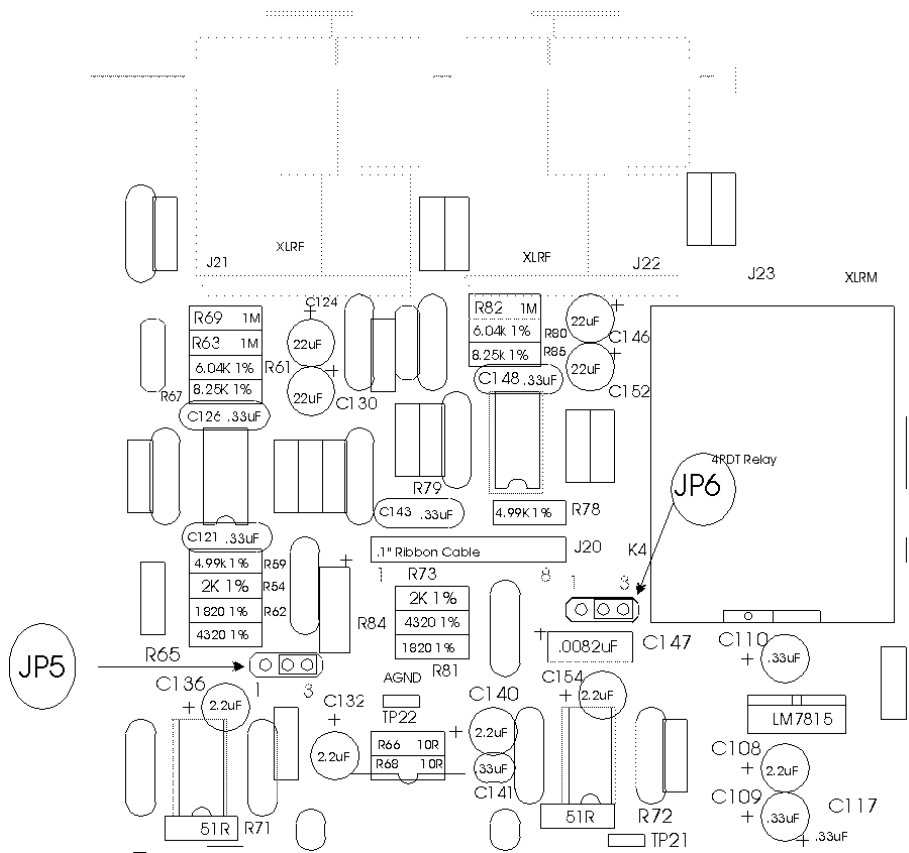 J21
XLRF
XLRF
J22
J23
XLRM
C124
R69 1M
R63 1M
6.04K 1%
R61
8.25K 1%
R67
22uF
22uF
C130
C126 .33uF
R82 1M
6.04K 1%
R80
8.25K 1%
R85
22uF
C146
22uF
C152
C148 .33uF
4RDT Relay
JP6
R79
C143 .33uF
4.99K 1%
R78
C121 .33uF
.1" Ribbon Cable
J20
K4
1
8
1
3
4.99k 1%
R59
2K 1%
R54
1820 1%
R62
4320 1%
R65
R84
R73
2K 1%
4320 1%
1820 1%
R81
.0082uF
C147
C110
.33uF
JP5
1
3
C136
2.2uF
C132
2.2uF
AGND
TP22
R66 10R
R68 10R
C140
2.2uF
.33uF
C141
C154
2.2uF
LM7815
C108
2.2uF
C109
.33uF
C117
.33uF
51R
R71
51R
R72
TP21